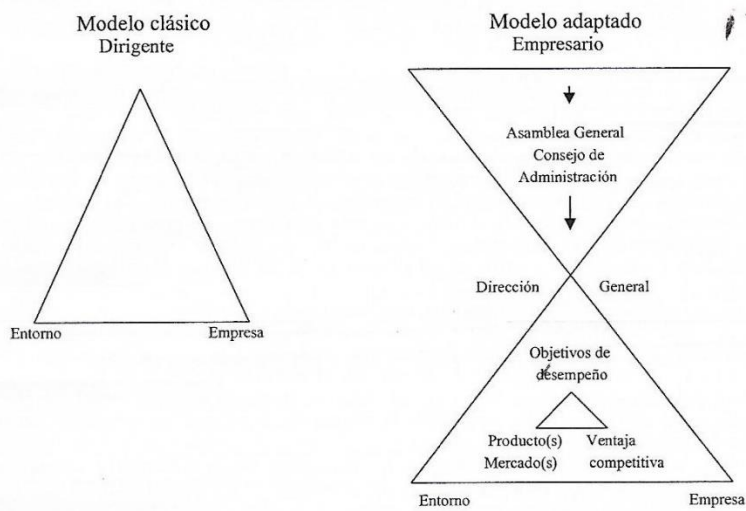 Modelo clásico
Dirigente
Entorno
Empresa
Modelo adaptado
Empresario
Asamblea General
Consejo de
Administración
Dirección
General
Objetivos de
desempeño
Producto(s)
Ventaja
Mercado(s)
competitiva
Entorno
Empresa